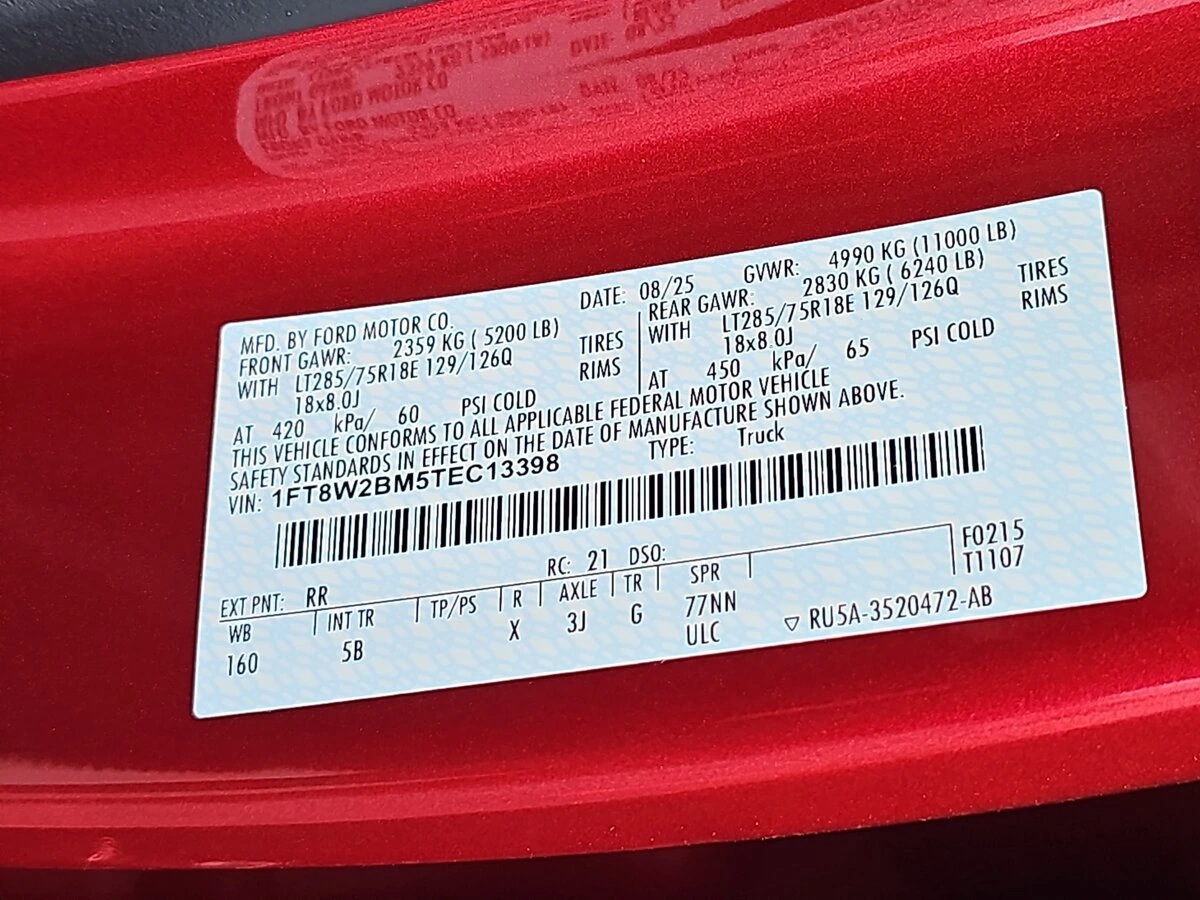 MFD. BY FORD MOTOR CO.
DATE: 08/25 GVWR: 4990 KG (11000 LB)
FRONT GAWR: 2359 KG ( 5200 LB)
WITH LT285/75R18E 129/126Q TIRES
18x8.0J RIMS
AT 420 kPa/ 60 PSI COLD
REAR GAWR: 2830 KG ( 6240 LB)
WITH LT285/75R18E 129/126Q TIRES
18x8.0J RIMS
AT 450 kPa/ 65 PSI COLD
THIS VEHICLE CONFORMS TO ALL APPLICABLE FEDERAL MOTOR VEHICLE
SAFETY STANDARDS IN EFFECT ON THE DATE OF MANUFACTURE SHOWN ABOVE.
VIN: 1FT8W2BM5TEC13398 TYPE: Truck
EXT PNT: RR RC: 21 DSO: F0215
T1107
WB INT TR TP/PS R AXLE TR SPR
160 5B X 3J G 77NN
ULC ▽ RU5A-3520472-AB